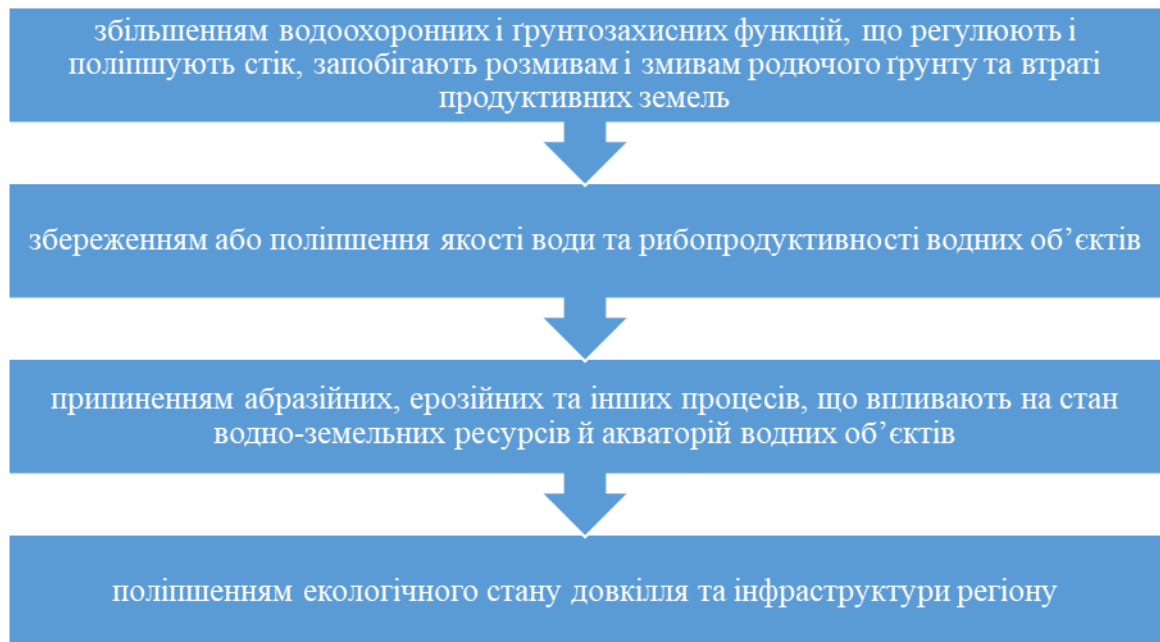 збільшенням водоохоронних і ґрунтозахисних функцій, що регулюють і
поліпшують стік, запобігають розмивам і змивам родючого ґрунту та втраті
продуктивних земель
збереженням або поліпшення якості води та рибопродуктивності водних об’єктів
припиненням абразійних, ерозійних та інших процесів, що впливають на стан
водно-земельних ресурсів й акваторій водних об’єктів
поліпшенням екологічного стану довкілля та інфраструктури регіону